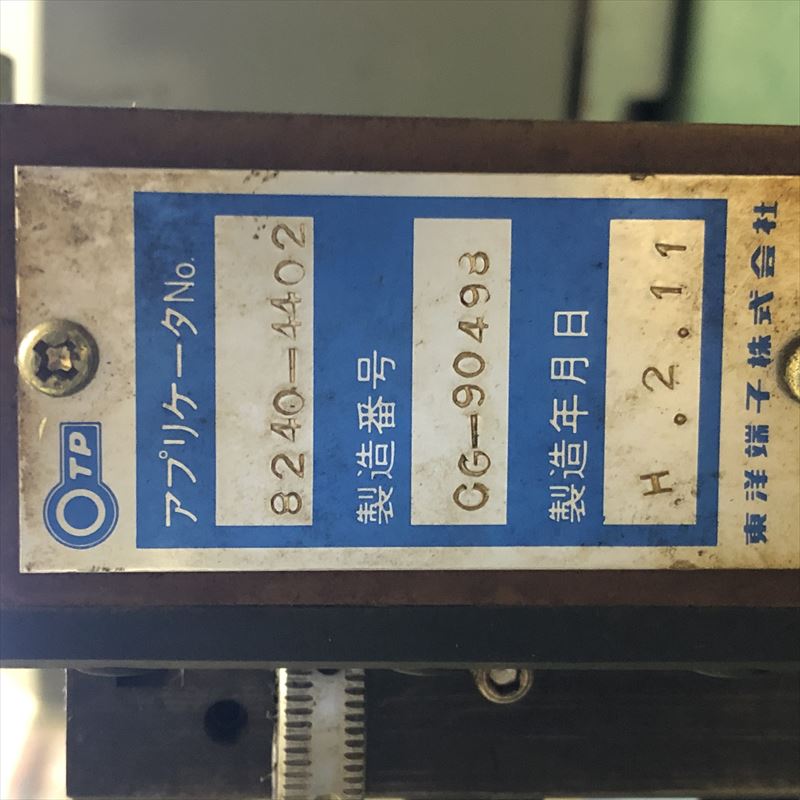 OTP
アプリケータNo.
8240-4402
製造番号
CG-90498
製造年月日
H.2.11
東洋端子株式会社